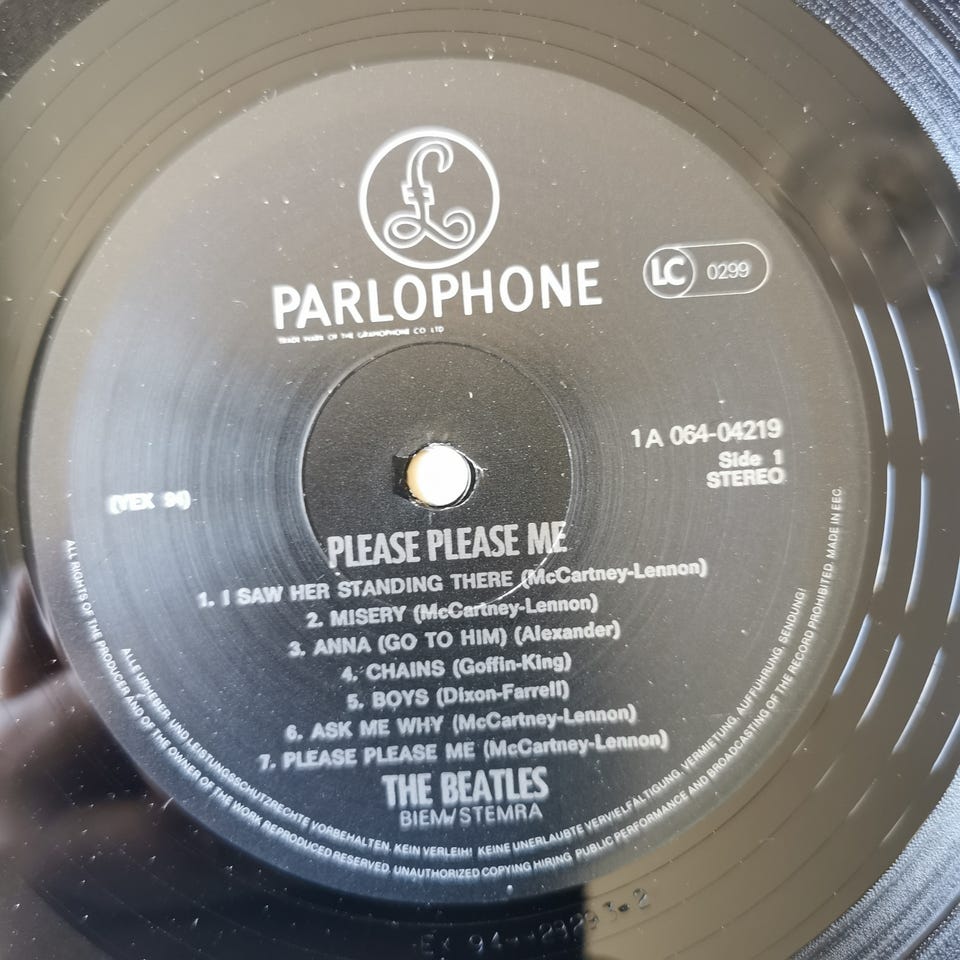 PARLOPHONE
TRADE MARK OF THE GRAMOPHONE CO LTD
LC 0299
1A 064-04219
Side 1
STEREO
(YEX 94)
PLEASE PLEASE ME
1. I SAW HER STANDING THERE (McCartney-Lennon)
2. MISERY (McCartney-Lennon)
3. ANNA (GO TO HIM) (Alexander)
4. CHAINS (Goffin-King)
5. BOYS (Dixon-Farrell)
6. ASK ME WHY (McCartney-Lennon)
7. PLEASE PLEASE ME (McCartney-Lennon)
THE BEATLES
BIEM/STEMRA
ALLE URHEBER UND LEISTUNGSSCHUTZRECHTE VORBEHALTEN. KEIN VERLEIH! KEINE UNERLAUBTE VERVIELFÄLTIGUNG, VERMIETUNG, AUFFÜHRUNG, SENDUNG!
ALL RIGHTS OF THE PRODUCER AND OF THE OWNER OF THE WORK REPRODUCED RESERVED. UNAUTHORIZED COPYING HIRING PUBLIC PERFORMANCE AND BROADCASTING OF THE RECORD PROHIBITED. MADE IN EEC.